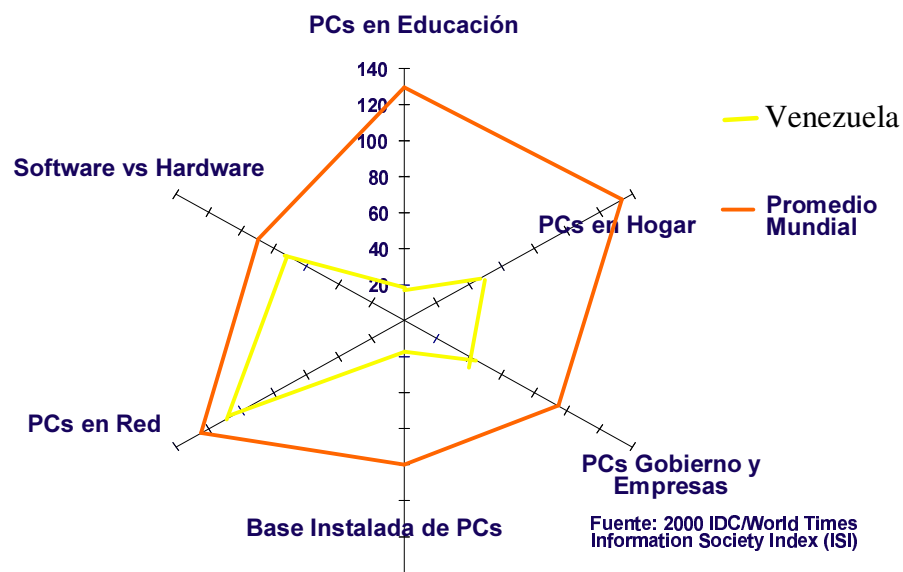 PCs en Educación
140
120
100
80
60
40
20
Venezuela
Promedio
Mundial
Software vs Hardware
PCs en Hogar
PCs en Red
PCs Gobierno y
Empresas
Base Instalada de PCs
Fuente: 2000 IDC/World Times
Information Society Index (ISI)